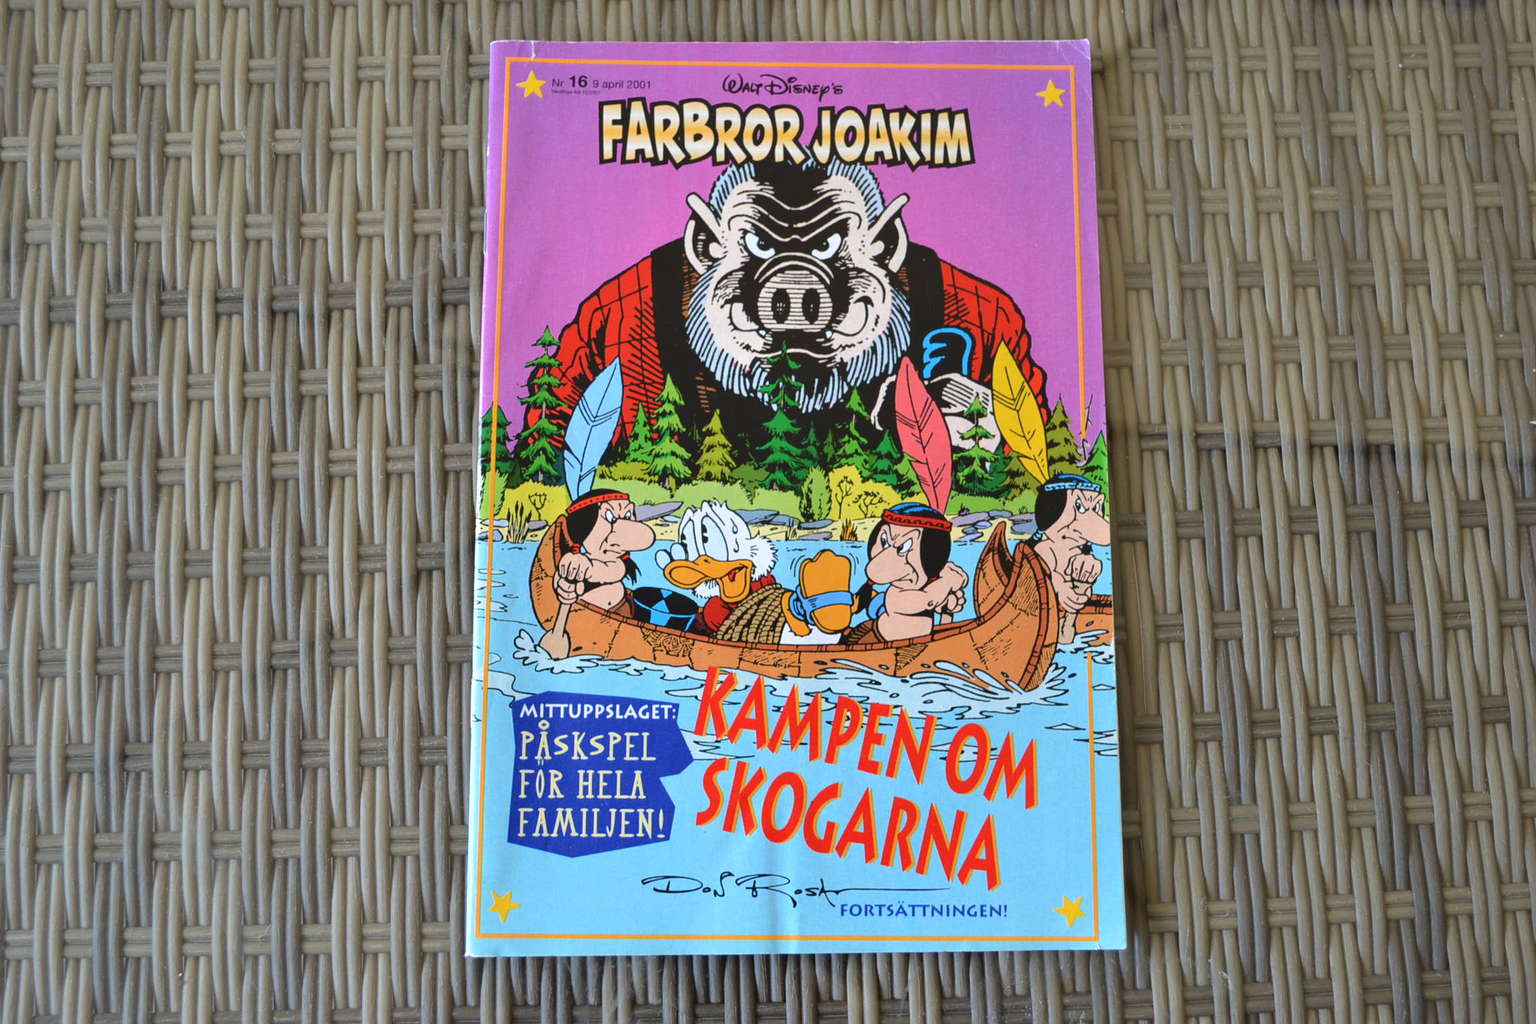 Nr 16 9 april 2001
WALT DISNEY'S
FARBROR JOAKIM
MITTUPPSLAGET:
PÅSKSPEL
FÖR HELA
FAMILJEN!
KAMPEN OM
SKOGARNA
DON ROSA
FORTSÄTTNINGEN!